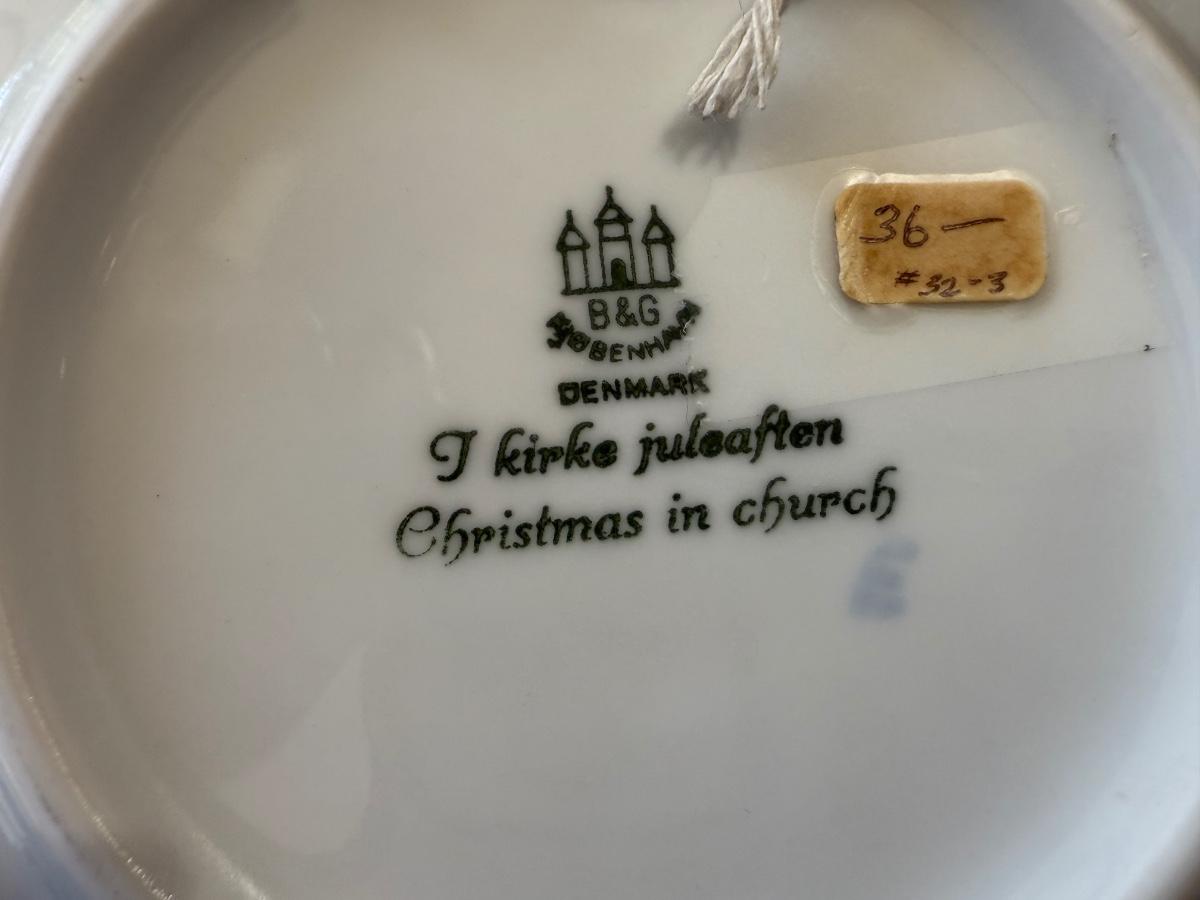 B&G
KØBENHAVN
DENMARK
I kirke juleaften
Christmas in church
36 —
#32-3